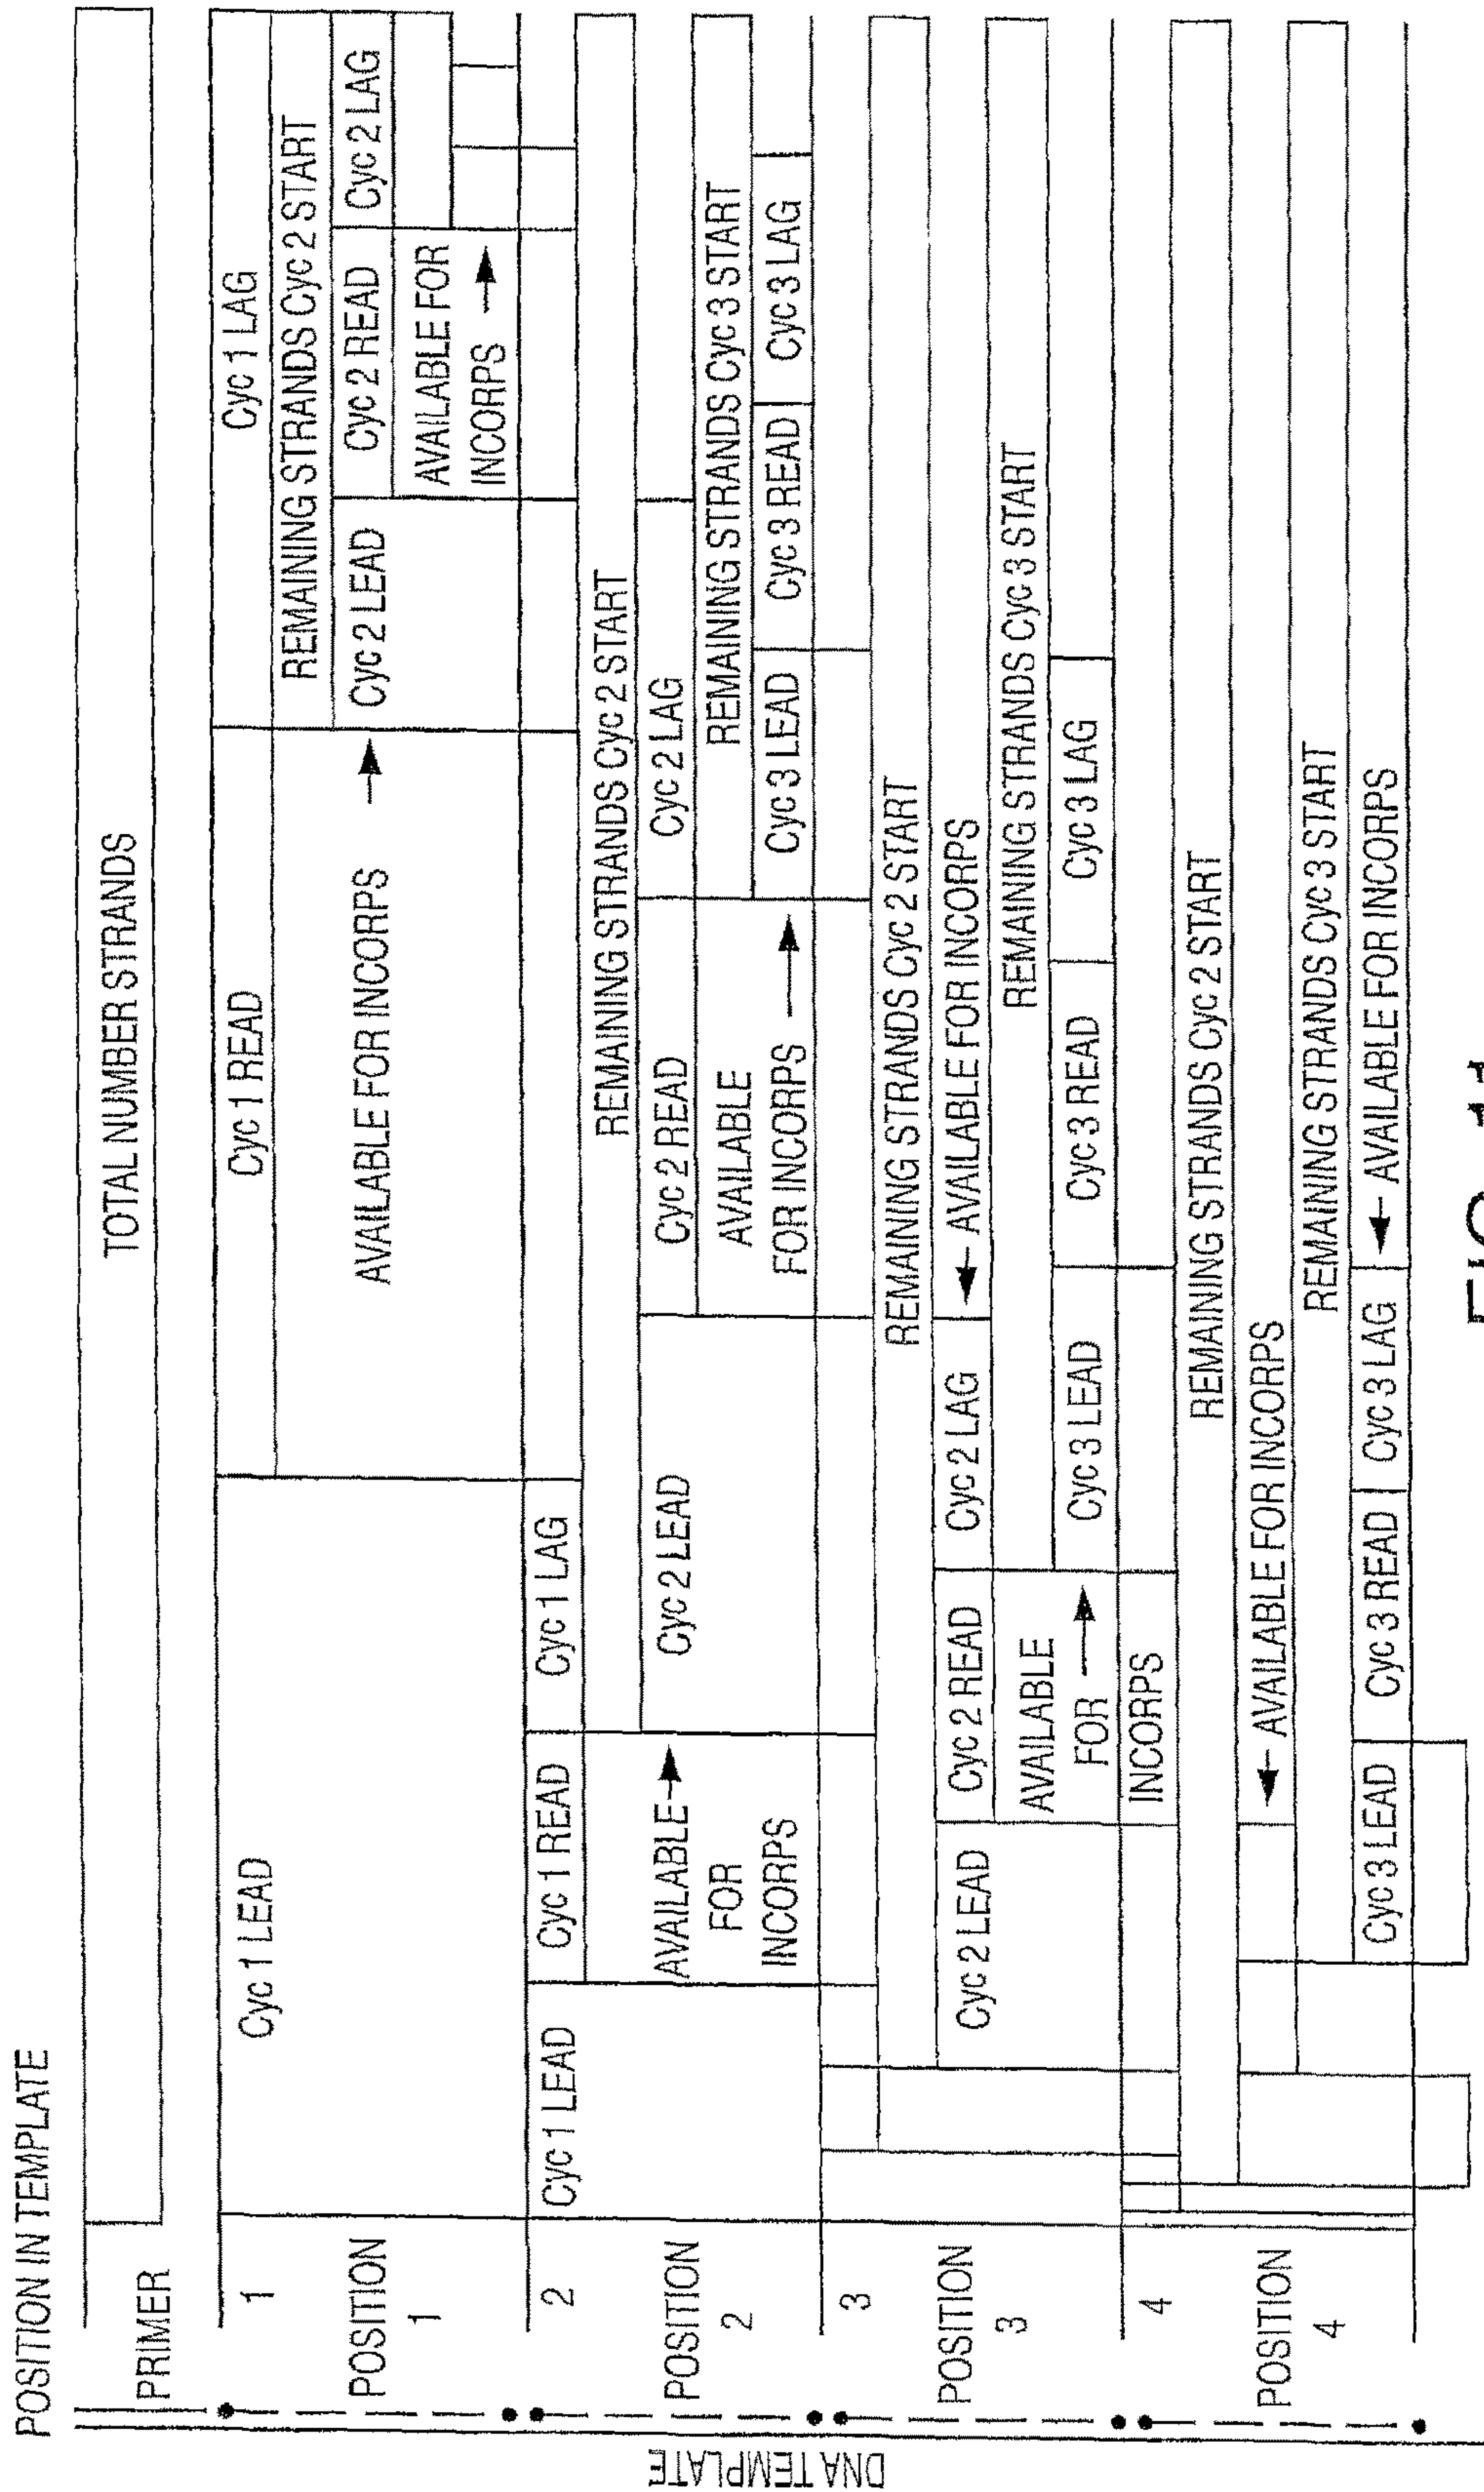 POSITION IN TEMPLATE
DNA TEMPLATE
PRIMER
TOTAL NUMBER STRANDS
1
Cyc 1 LEAD
Cyc 1 READ
Cyc 1 LAG
POSITION
1
AVAILABLE FOR INCORPS
REMAINING STRANDS Cyc 2 START
Cyc 2 LEAD
Cyc 2 READ
Cyc 2 LAG
AVAILABLE FOR
INCORPS
2
Cyc 1 LEAD
Cyc 1 READ
Cyc 1 LAG
REMAINING STRANDS Cyc 2 START
POSITION
2
AVAILABLE
FOR
INCORPS
Cyc 2 LEAD
Cyc 2 READ
Cyc 2 LAG
AVAILABLE
FOR INCORPS
REMAINING STRANDS Cyc 3 START
Cyc 3 LEAD
Cyc 3 READ
Cyc 3 LAG
3
REMAINING STRANDS Cyc 2 START
POSITION
3
Cyc 2 LEAD
Cyc 2 READ
Cyc 2 LAG
AVAILABLE FOR INCORPS
AVAILABLE
FOR
INCORPS
REMAINING STRANDS Cyc 3 START
Cyc 3 LEAD
Cyc 3 READ
Cyc 3 LAG
4
REMAINING STRANDS Cyc 2 START
POSITION
4
AVAILABLE FOR INCORPS
REMAINING STRANDS Cyc 3 START
Cyc 3 LEAD
Cyc 3 READ
Cyc 3 LAG
AVAILABLE FOR INCORPS